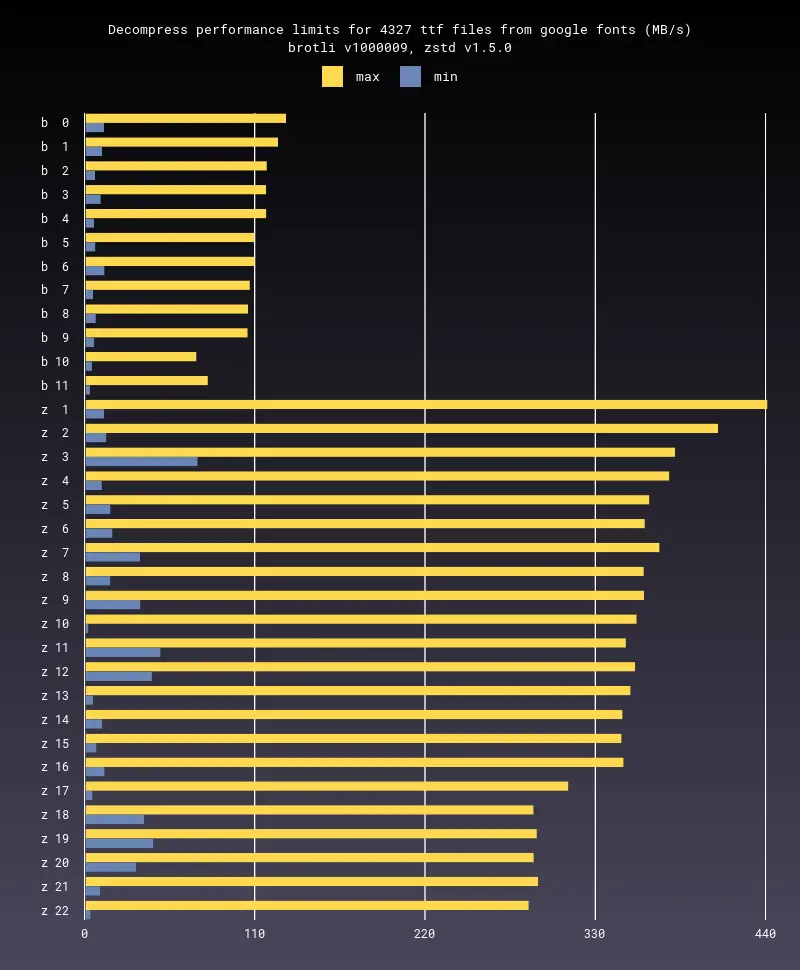 Decompress performance limits for 4327 ttf files from google fonts (MB/s)
brotli v1000009, zstd v1.5.0
max min
b  0
b  1
b  2
b  3
b  4
b  5
b  6
b  7
b  8
b  9
b 10
b 11
z  1
z  2
z  3
z  4
z  5
z  6
z  7
z  8
z  9
z 10
z 11
z 12
z 13
z 14
z 15
z 16
z 17
z 18
z 19
z 20
z 21
z 22
0 110 220 330 440